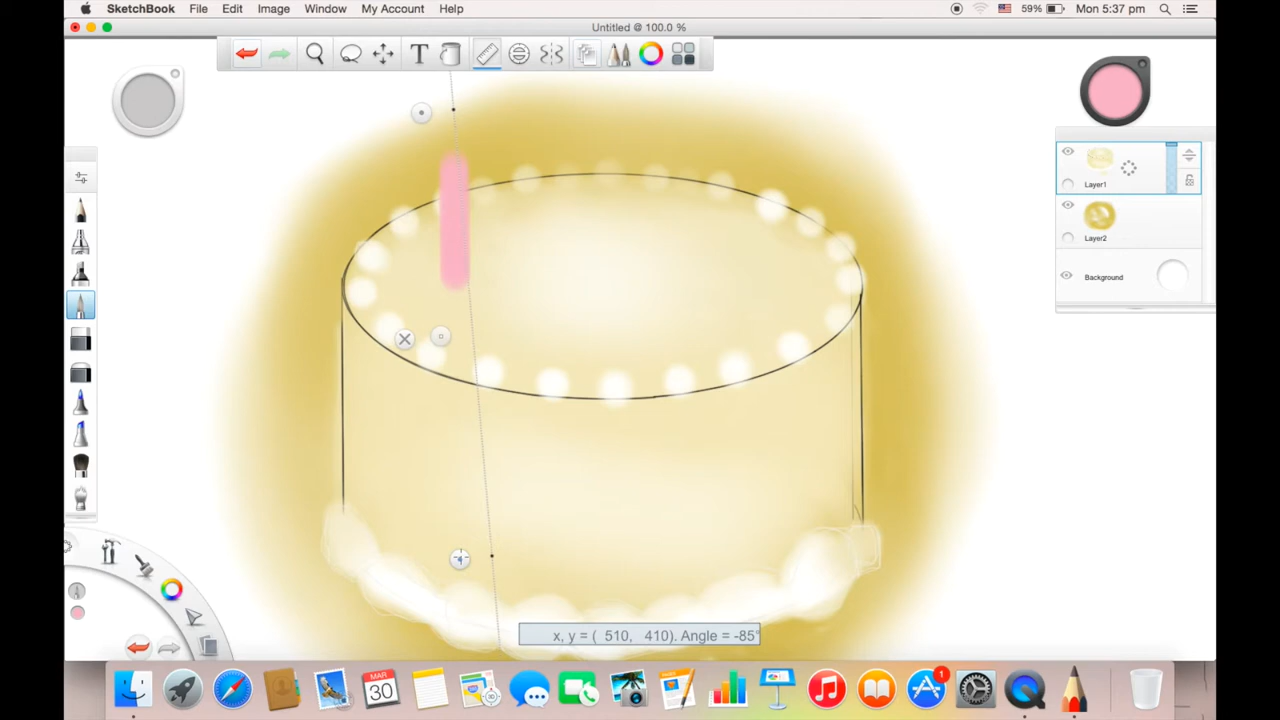 SketchBook File Edit Image Window My Account Help 59% Mon 5:37 pm
Untitled @ 100.0 %
T
Layer1
Layer2
Background
x, y = ( 510, 410). Angle = -85°
MAR
30
1